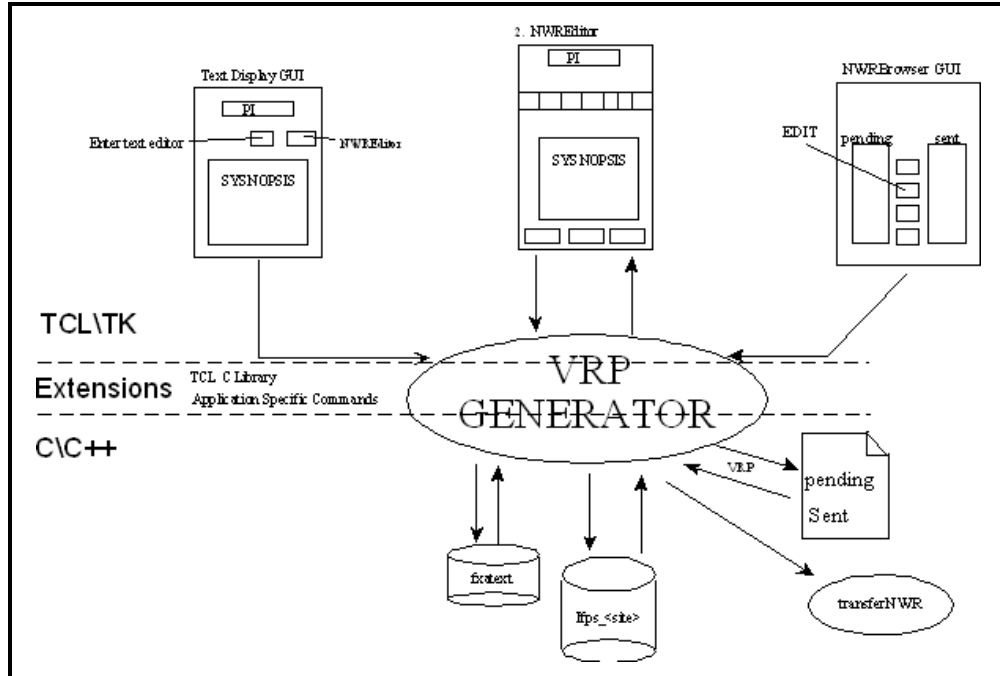 2. NWREditor
PI
SYSNOPSIS
Text Display GUI
PI
Enter text editor
NWREditor
SYSNOPSIS
NWRBrowser GUI
EDIT
pending
sent
TCL\TK
Extensions
TCL C Library
Application Specific Commands
C\C++
VRP
GENERATOR
VRP
pending
Sent
fxatext
Ifps_<site>
transferNWR